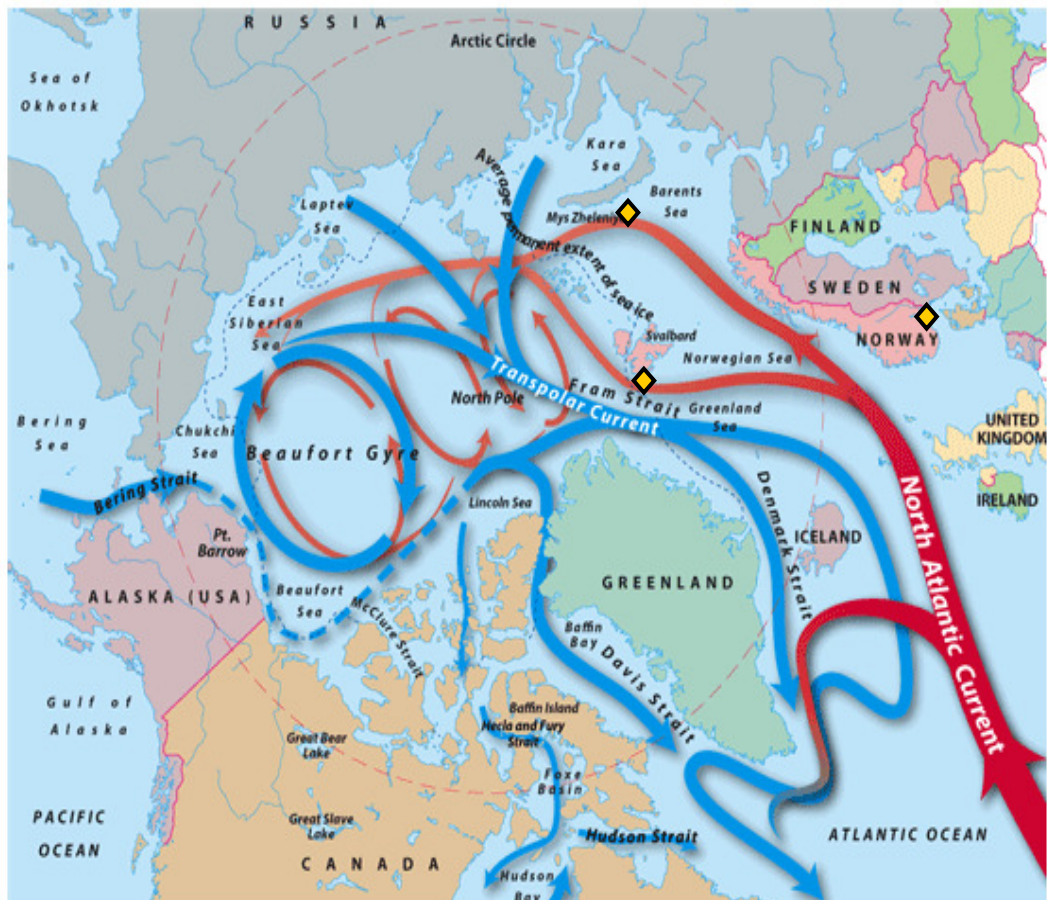 RUSSIA
Arctic Circle
Sea of
Okhotsk
Kara
Sea
Average permanent extent of sea ice
Barents
Sea
Laptev
Sea
Mys Zheleniya
FINLAND
SWEDEN
NORWAY
East
Siberian
Sea
Svalbard
Norwegian Sea
North Pole
Transpolar Current
Fram Strait
Greenland
Sea
Bering
Sea
Chukchi
Sea
Beaufort Gyre
UNITED
KINGDOM
IRELAND
Bering Strait
Lincoln Sea
Denmark Strait
North Atlantic Current
ICELAND
Pt.
Barrow
ALASKA (USA)
Beaufort
Sea
McClure Strait
GREENLAND
Baffin
Bay
Davis Strait
Gulf of
Alaska
Baffin Island
Hecla and Fury
Strait
Great Bear
Lake
Foxe
Basin
PACIFIC
OCEAN
Great Slave
Lake
Hudson Strait
ATLANTIC OCEAN
CANADA
Hudson
Bay